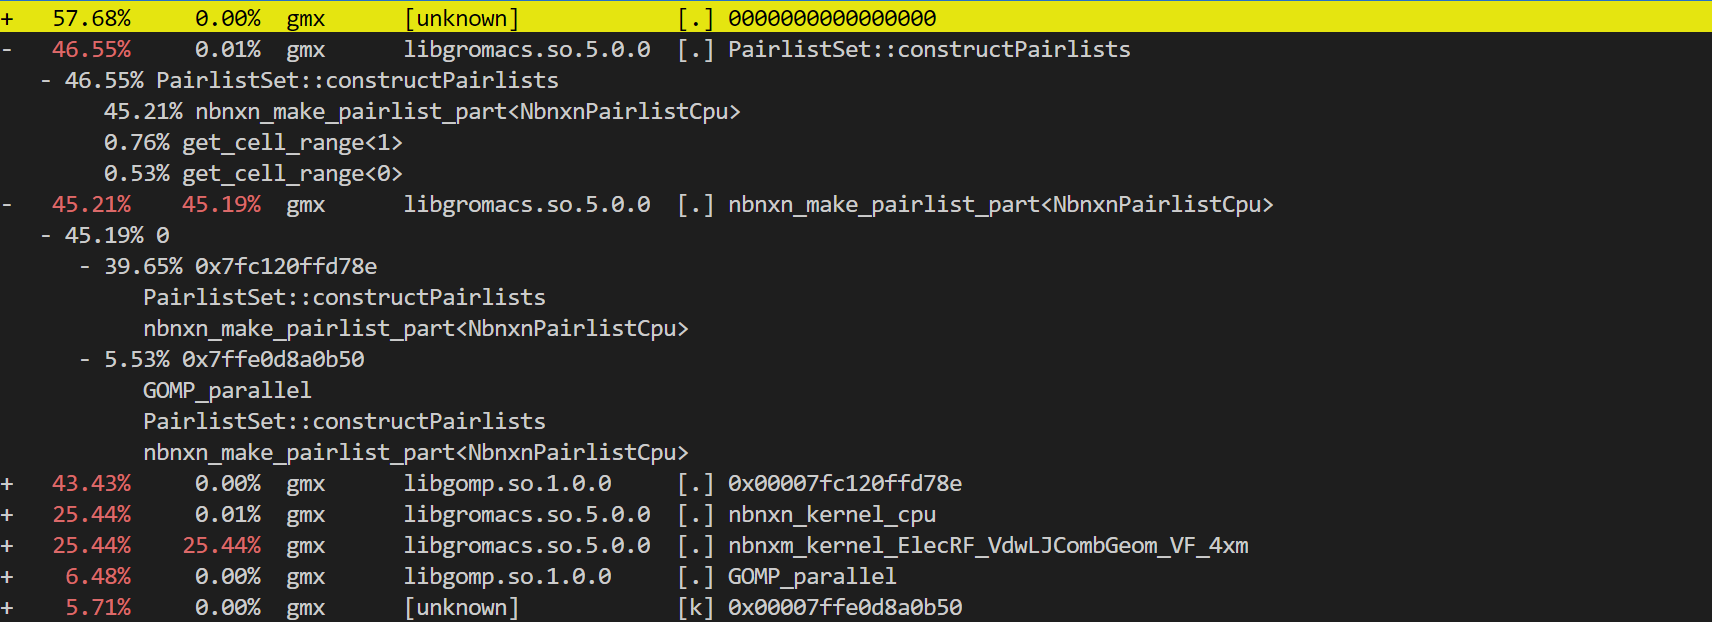 + 57.68% 0.00% gmx [unknown] [.] 0000000000000000
- 46.55% 0.01% gmx libgromacs.so.5.0.0 [.] PairlistSet::constructPairlists
- 46.55% PairlistSet::constructPairlists
45.21% nbnxn_make_pairlist_part<NbnxnPairlistCpu>
0.76% get_cell_range<1>
0.53% get_cell_range<0>
- 45.21% 45.19% gmx libgromacs.so.5.0.0 [.] nbnxn_make_pairlist_part<NbnxnPairlistCpu>
- 45.19% 0
- 39.65% 0x7fc120ffd78e
PairlistSet::constructPairlists
nbnxn_make_pairlist_part<NbnxnPairlistCpu>
- 5.53% 0x7ffe0d8a0b50
GOMP_parallel
PairlistSet::constructPairlists
nbnxn_make_pairlist_part<NbnxnPairlistCpu>
+ 43.43% 0.00% gmx libgomp.so.1.0.0 [.] 0x00007fc120ffd78e
+ 25.44% 0.01% gmx libgromacs.so.5.0.0 [.] nbnxn_kernel_cpu
+ 25.44% 25.44% gmx libgromacs.so.5.0.0 [.] nbnxm_kernel_ElecRF_VdwLJCombGeom_VF_4xm
+ 6.48% 0.00% gmx libgomp.so.1.0.0 [.] GOMP_parallel
+ 5.71% 0.00% gmx [unknown] [k] 0x00007ffe0d8a0b50